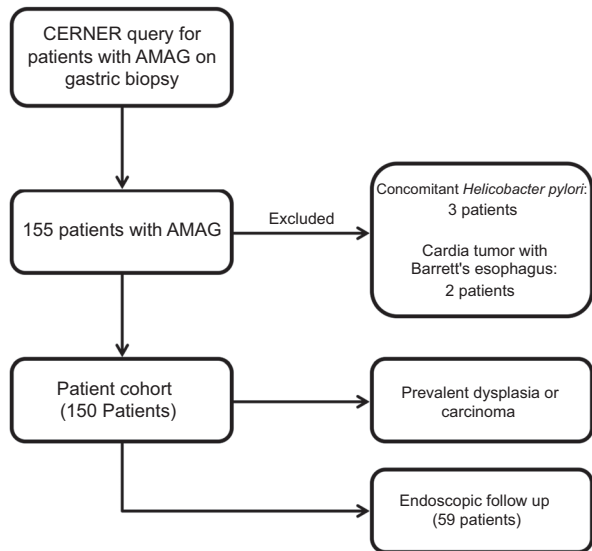 CERNER query for
patients with AMAG on
gastric biopsy
155 patients with AMAG
Excluded
Concomitant Helicobacter pylori:
3 patients
Cardia tumor with
Barrett's esophagus:
2 patients
Patient cohort
(150 Patients)
Prevalent dysplasia or
carcinoma
Endoscopic follow up
(59 patients)